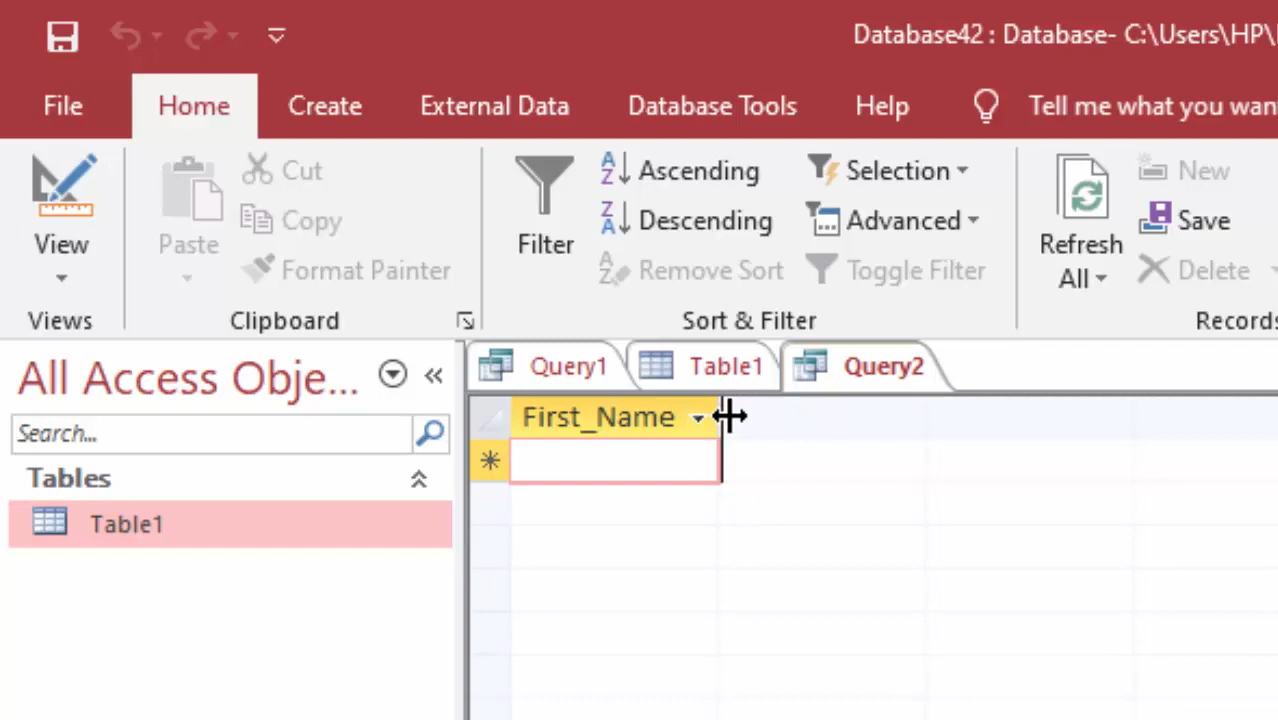 Database42 : Database- C:\Users\HP\
File Home Create External Data Database Tools Help Tell me what you wan
View
Views
Paste
Cut
Copy
Format Painter
Clipboard
Filter
Ascending
Descending
Remove Sort
Selection
Advanced
Toggle Filter
Sort & Filter
Refresh
All
New
Save
Delete
Records
All Access Obje...
Search...
Tables
Table1
Query1 Table1 Query2
First_Name